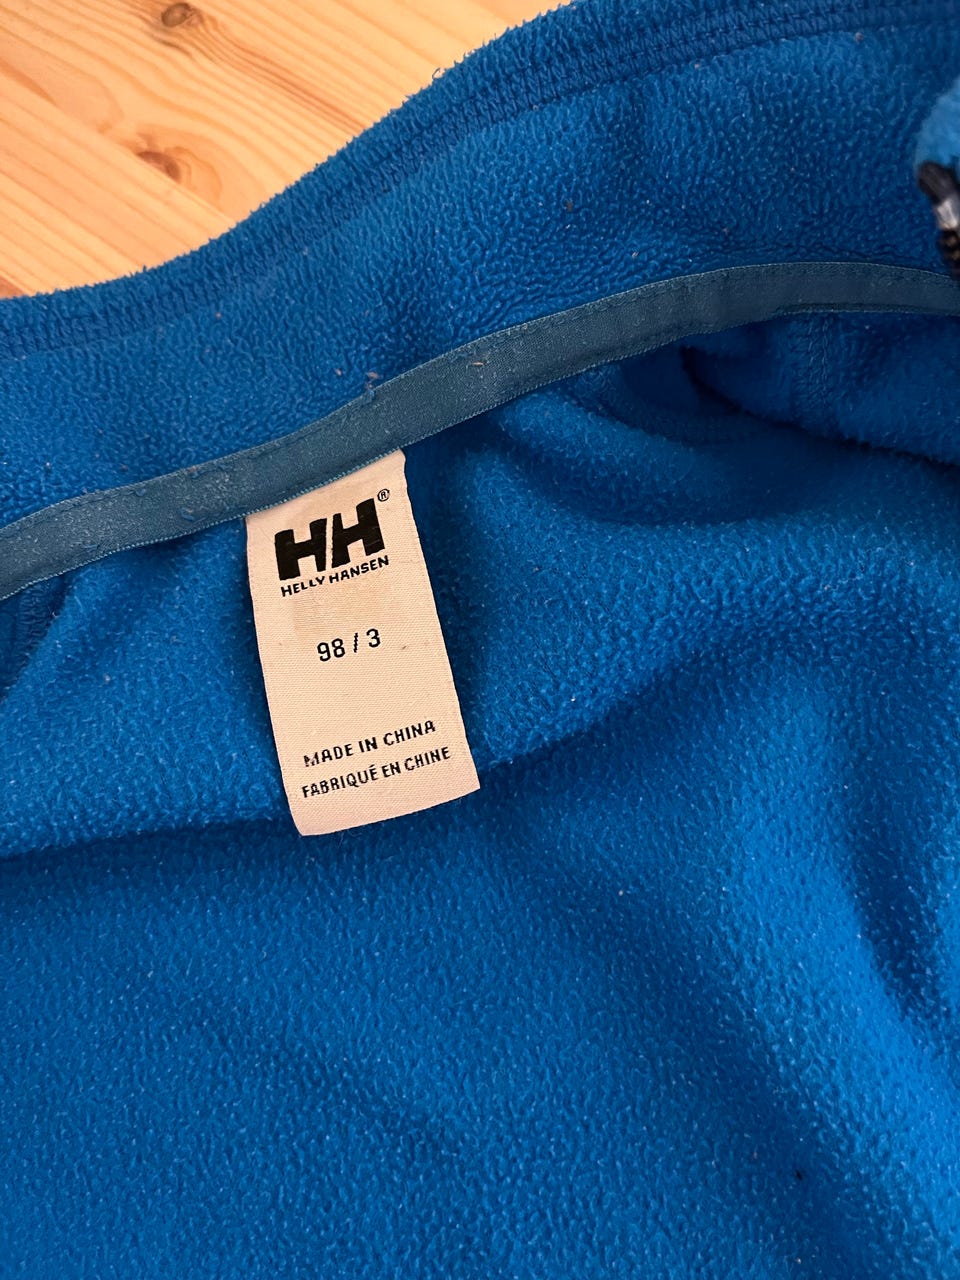 HH®
HELLY HANSEN
98 / 3
MADE IN CHINA
FABRIQUÉ EN CHINE